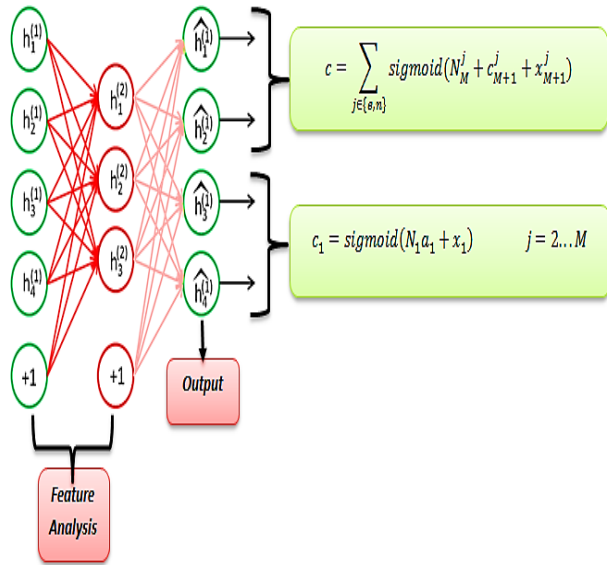 h₁⁽¹⁾
h₂⁽¹⁾
h₃⁽¹⁾
h₄⁽¹⁾
+1
h₁⁽²⁾
h₂⁽²⁾
h₃⁽²⁾
+1
ĥ₁⁽¹⁾
ĥ₂⁽¹⁾
ĥ₃⁽¹⁾
ĥ₄⁽¹⁾
c = ∑_{j∈{s,n}} sigmoid(N_M^j + c_{M+1}^j + x_{M+1}^j)
c₁ = sigmoid(N₁a₁ + x₁) j = 2...M
Output
Feature
Analysis